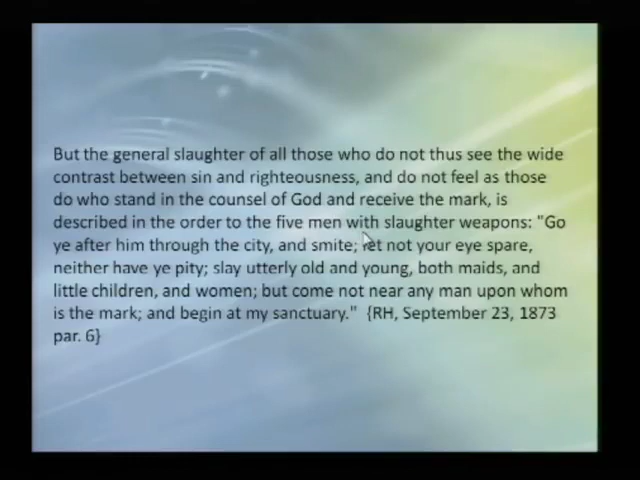 But the general slaughter of all those who do not thus see the wide
contrast between sin and righteousness, and do not feel as those
do who stand in the counsel of God and receive the mark, is
described in the order to the five men with slaughter weapons: "Go
ye after him through the city, and smite; let not your eye spare,
neither have ye pity; slay utterly old and young, both maids, and
little children, and women; but come not near any man upon whom
is the mark; and begin at my sanctuary."  {RH, September 23, 1873
par. 6}